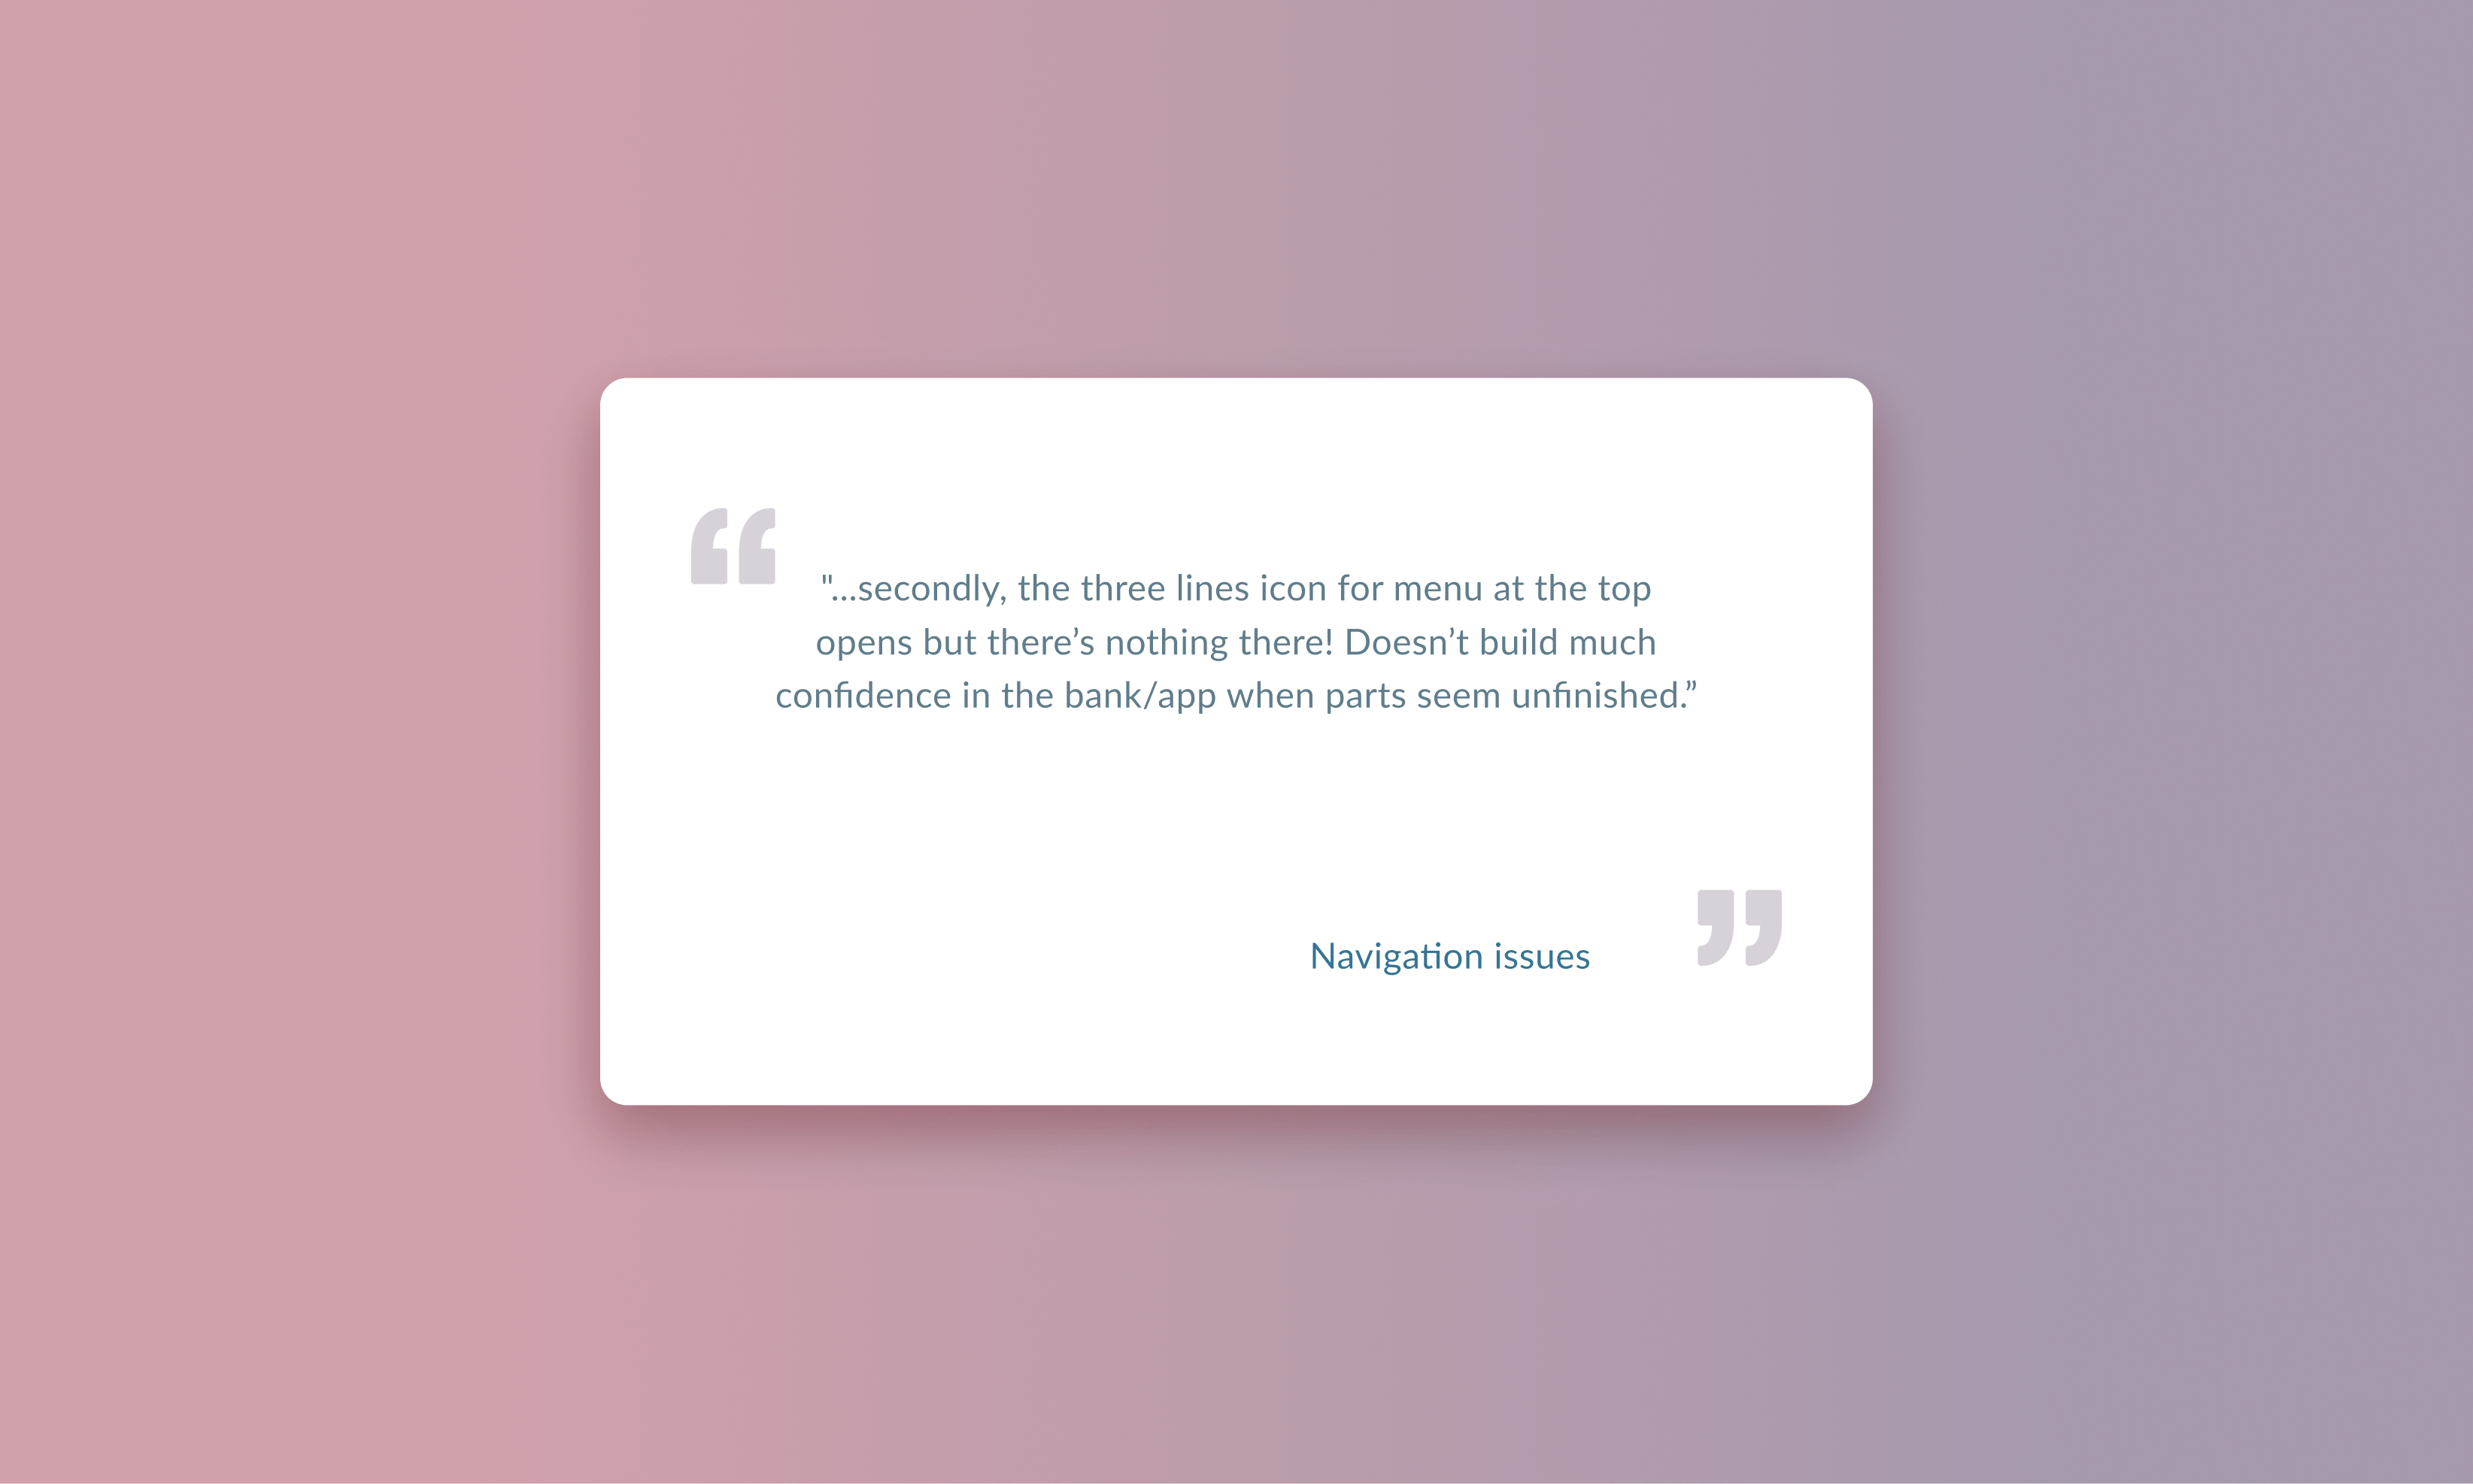 "...secondly, the three lines icon for menu at the top
opens but there’s nothing there! Doesn’t build much
confidence in the bank/app when parts seem unfinished.”
Navigation issues